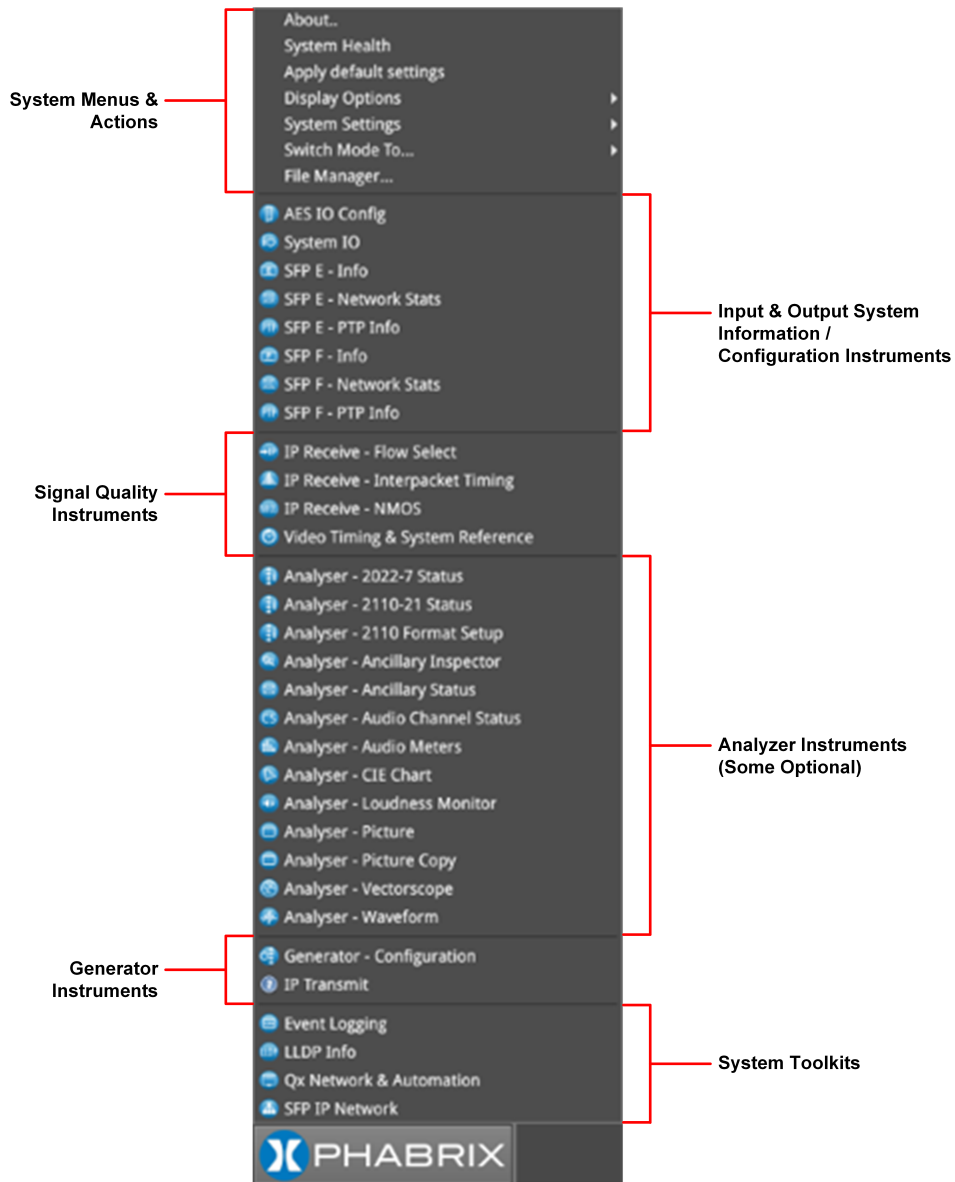 System Menus &
Actions
About..
System Health
Apply default settings
Display Options
System Settings
Switch Mode To...
File Manager...
AES IO Config
System IO
SFP E - Info
SFP E - Network Stats
SFP E - PTP Info
SFP F - Info
SFP F - Network Stats
SFP F - PTP Info
Input & Output System
Information /
Configuration Instruments
Signal Quality
Instruments
IP Receive - Flow Select
IP Receive - Interpacket Timing
IP Receive - NMOS
Video Timing & System Reference
Analyser - 2022-7 Status
Analyser - 2110-21 Status
Analyser - 2110 Format Setup
Analyser - Ancillary Inspector
Analyser - Ancillary Status
Analyser - Audio Channel Status
Analyser - Audio Meters
Analyser - CIE Chart
Analyser - Loudness Monitor
Analyser - Picture
Analyser - Picture Copy
Analyser - Vectorscope
Analyser - Waveform
Analyzer Instruments
(Some Optional)
Generator
Instruments
Generator - Configuration
IP Transmit
Event Logging
LLDP Info
Qx Network & Automation
SFP IP Network
System Toolkits
PHABRIX